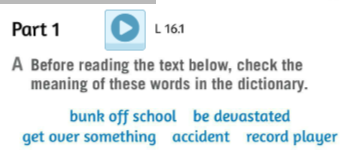 Part 1 L 16.1
A Before reading the text below, check the
meaning of these words in the dictionary.
bunk off school be devastated
get over something accident record player